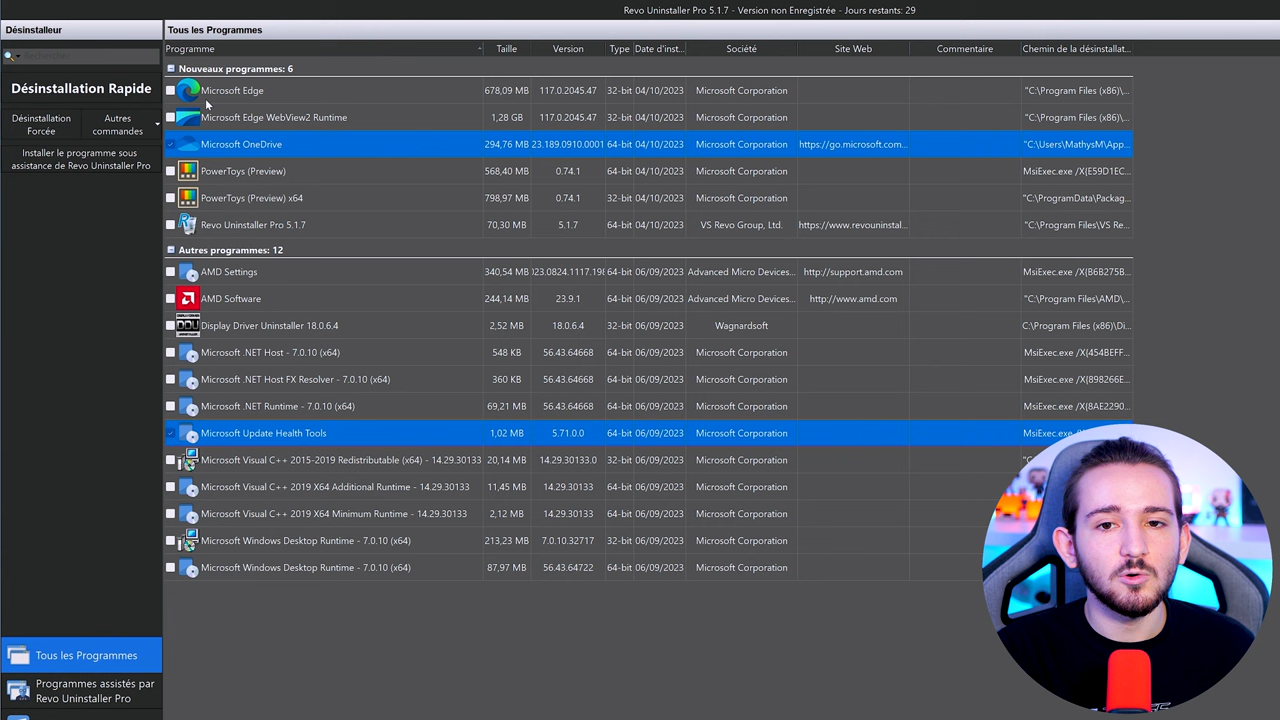 Revo Uninstaller Pro 5.1.7 - Version non Enregistrée - Jours restants: 29
Désinstalleur
Désinstallation Rapide
Désinstallation Forcée
Autres commandes
Installer le programme sous assistance de Revo Uninstaller Pro
Tous les Programmes
Programme Taille Version Type Date d'inst... Société Site Web Commentaire Chemin de la désinstallat...
Nouveaux programmes: 6
Microsoft Edge 678,09 MB 117.0.2045.47 32-bit 04/10/2023 Microsoft Corporation "C:\Program Files (x86)\...
Microsoft Edge WebView2 Runtime 1,28 GB 117.0.2045.47 32-bit 04/10/2023 Microsoft Corporation "C:\Program Files (x86)\...
Microsoft OneDrive 294,76 MB 23.189.0910.0001 64-bit 04/10/2023 Microsoft Corporation https://go.microsoft.com... "C:\Users\MathysM\App...
PowerToys (Preview) 568,40 MB 0.74.1 64-bit 04/10/2023 Microsoft Corporation MsiExec.exe /X{E59D1EC...
PowerToys (Preview) x64 798,97 MB 0.74.1 32-bit 04/10/2023 Microsoft Corporation "C:\ProgramData\Packag...
Revo Uninstaller Pro 5.1.7 70,30 MB 5.1.7 64-bit 04/10/2023 VS Revo Group, Ltd. https://www.revouninstal... "C:\Program Files\VS Re...
Autres programmes: 12
AMD Settings 340,54 MB 023.0824.1117.198 64-bit 06/09/2023 Advanced Micro Devices... http://support.amd.com MsiExec.exe /X{B6B275B...
AMD Software 244,14 MB 23.9.1 64-bit 06/09/2023 Advanced Micro Devices... http://www.amd.com "C:\Program Files\AMD\...
Display Driver Uninstaller 18.0.6.4 2,52 MB 18.0.6.4 32-bit 06/09/2023 Wagnardsoft C:\Program Files (x86)\Di...
Microsoft .NET Host - 7.0.10 (x64) 548 KB 56.43.64668 64-bit 06/09/2023 Microsoft Corporation MsiExec.exe /X{454BEFF...
Microsoft .NET Host FX Resolver - 7.0.10 (x64) 360 KB 56.43.64668 64-bit 06/09/2023 Microsoft Corporation MsiExec.exe /X{898266E...
Microsoft .NET Runtime - 7.0.10 (x64) 69,21 MB 56.43.64668 64-bit 06/09/2023 Microsoft Corporation MsiExec.exe /X{8AE2290...
Microsoft Update Health Tools 1,02 MB 5.71.0.0 64-bit 06/09/2023 Microsoft Corporation MsiExec.exe
Microsoft Visual C++ 2015-2019 Redistributable (x64) - 14.29.30133 20,14 MB 14.29.30133.0 32-bit 06/09/2023 Microsoft Corporation
Microsoft Visual C++ 2019 X64 Additional Runtime - 14.29.30133 11,45 MB 14.29.30133 64-bit 06/09/2023 Microsoft Corporation
Microsoft Visual C++ 2019 X64 Minimum Runtime - 14.29.30133 2,12 MB 14.29.30133 64-bit 06/09/2023 Microsoft Corporation
Microsoft Windows Desktop Runtime - 7.0.10 (x64) 213,23 MB 7.0.10.32717 32-bit 06/09/2023 Microsoft Corporation
Microsoft Windows Desktop Runtime - 7.0.10 (x64) 87,97 MB 56.43.64722 64-bit 06/09/2023 Microsoft Corporation
Tous les Programmes
Programmes assistés par
Revo Uninstaller Pro